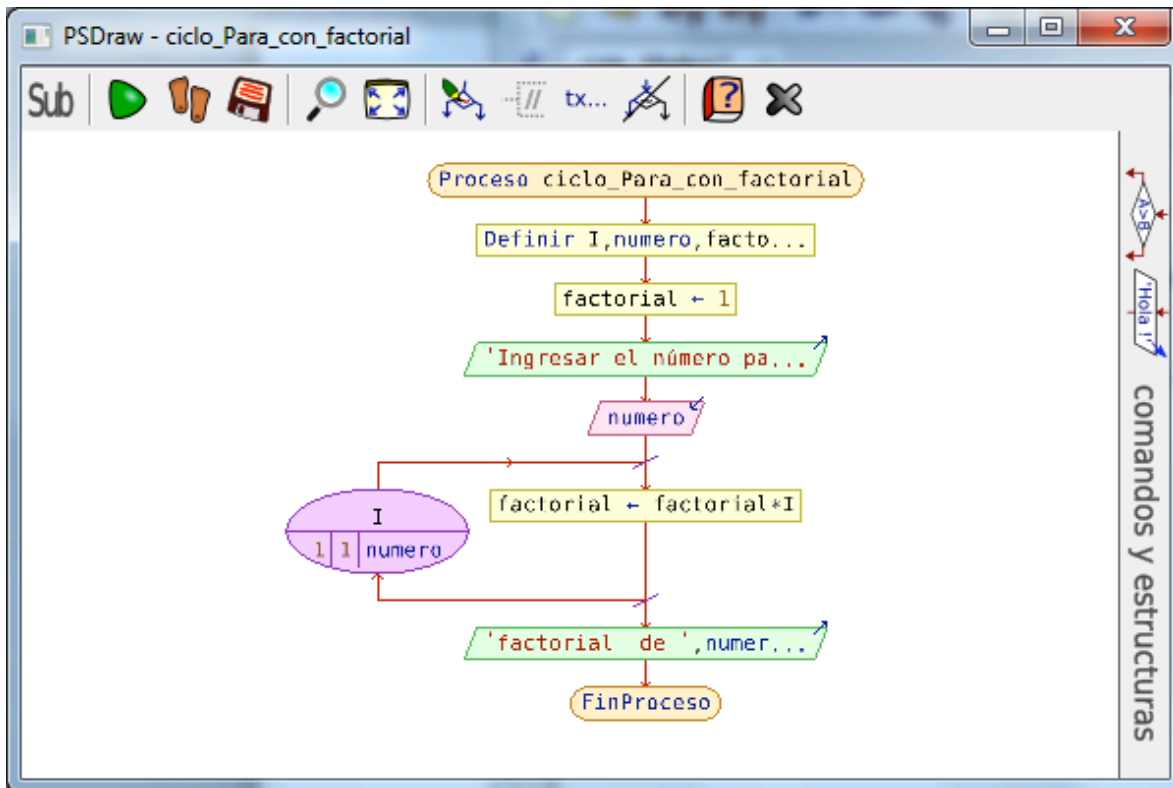 PSDraw - ciclo_Para_con_factorial
Sub
tx...
Proceso ciclo_Para_con_factorial
Definir I,numero,facto...
factorial ← 1
'Ingresar el número pa...
numero
factorial ← factorial*I
I
1 1 numero
'factorial  de ',numer...
FinProceso
A>B
'Hola !'
comandos y estructuras